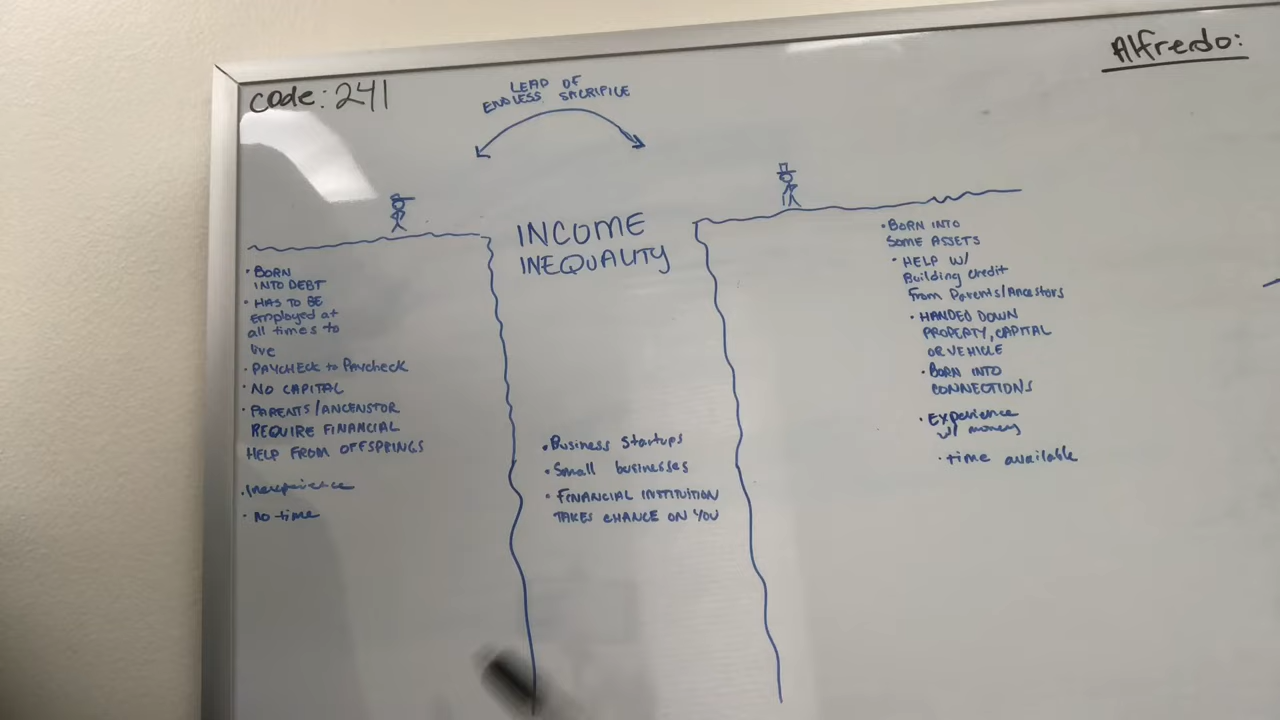 Code: 241
Alfredo:
LEAP OF
ENDLESS SACRIFICE
INCOME
INEQUALITY
• BORN
INTO DEBT
• HAS TO BE
Employed at
all times to
live
• PAYCHECK to Paycheck
• NO CAPITAL
• PARENTS/ANCENSTOR
REQUIRE FINANCIAL
HELP FROM OFFSPRINGS
• Inexperience
• No time
• Business Startups
• Small businesses
• FINANCIAL INSTITUTION
TAKES CHANCE ON YOU
• BORN INTO
SOME ASSETS
• HELP W/
Building Credit
From Parents/Ancestors
• HANDED DOWN
PROPERTY, CAPITAL
OR VEHICLE
• BORN INTO
CONNECTIONS
• Experience
w/ money
• time available